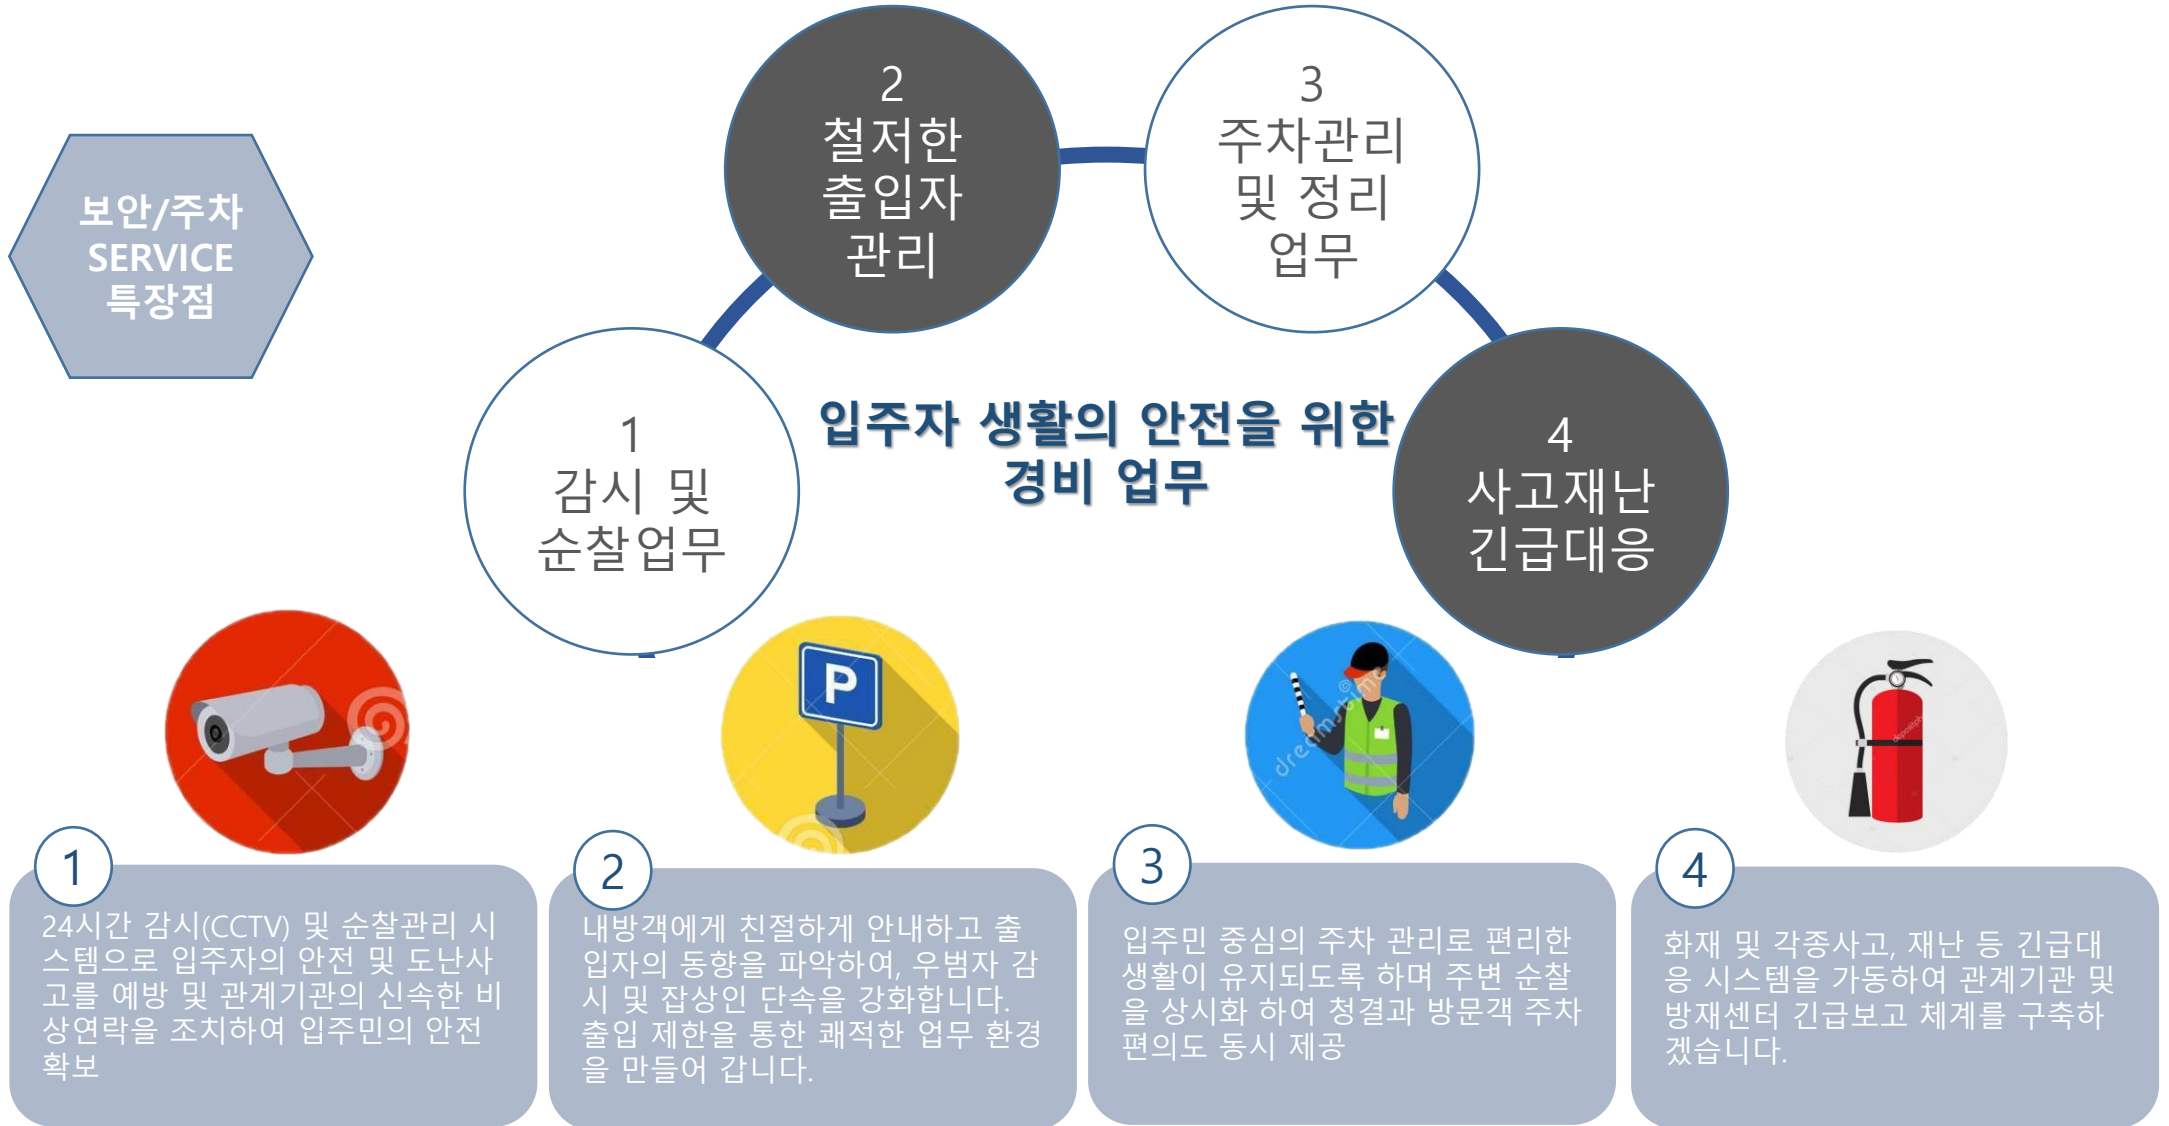 보안/주차
SERVICE
특장점
2
철저한
출입자
관리
3
주차관리
및 정리
업무
1
감시 및
순찰업무
입주자 생활의 안전을 위한
경비 업무
4
사고재난
긴급대응
P
dreamstime
1
24시간 감시(CCTV) 및 순찰관리 시
스템으로 입주자의 안전 및 도난사
고를 예방 및 관계기관의 신속한 비
상연락을 조치하여 입주민의 안전
확보
2
내방객에게 친절하게 안내하고 출
입자의 동향을 파악하여, 우범자 감
시 및 잡상인 단속을 강화합니다.
출입 제한을 통한 쾌적한 업무 환경
을 만들어 갑니다.
3
입주민 중심의 주차 관리로 편리한
생활이 유지되도록 하며 주변 순찰
을 상시화 하여 청결과 방문객 주차
편의도 동시 제공
4
화재 및 각종사고, 재난 등 긴급대
응 시스템을 가동하여 관계기관 및
방재센터 긴급보고 체계를 구축하
겠습니다.